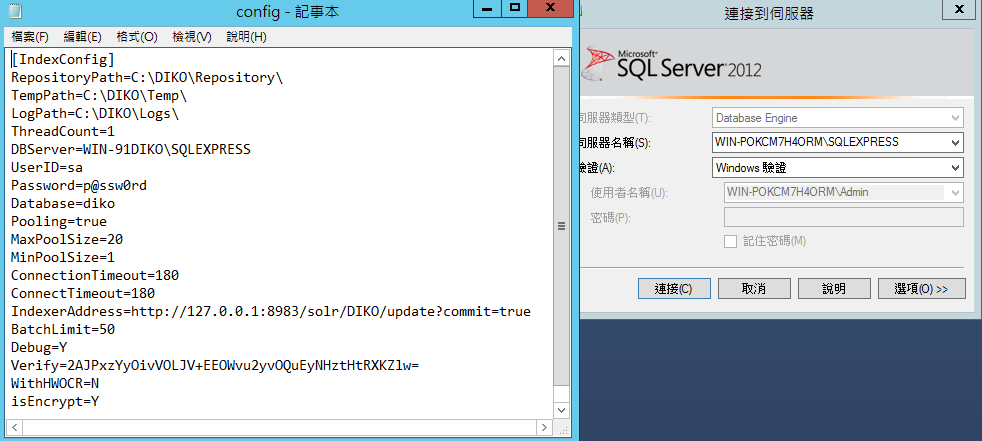 config - 記事本
檔案(F) 編輯(E) 格式(O) 檢視(V) 說明(H)
[IndexConfig]
RepositoryPath=C:\DIKO\Repository\
TempPath=C:\DIKO\Temp\
LogPath=C:\DIKO\Logs\
ThreadCount=1
DBServer=WIN-91DIKO\SQLEXPRESS
UserID=sa
Password=p@ssw0rd
Database=diko
Pooling=true
MaxPoolSize=20
MinPoolSize=1
ConnectionTimeout=180
ConnectTimeout=180
IndexerAddress=http://127.0.0.1:8983/solr/DIKO/update?commit=true
BatchLimit=50
Debug=Y
Verify=2AJPxzYyOivVOLJV+EEOWvu2yvOQuEyNHztHtRXKZlw=
WithHWOCR=N
isEncrypt=Y
連接到伺服器
Microsoft®
SQL Server® 2012
伺服器類型(T): Database Engine
伺服器名稱(S): WIN-POKCM7H4ORM\SQLEXPRESS
驗證(A): Windows 驗證
使用者名稱(U): WIN-POKCM7H4ORM\Admin
密碼(P):
記住密碼(M)
連接(C) 取消 說明 選項(O) >>